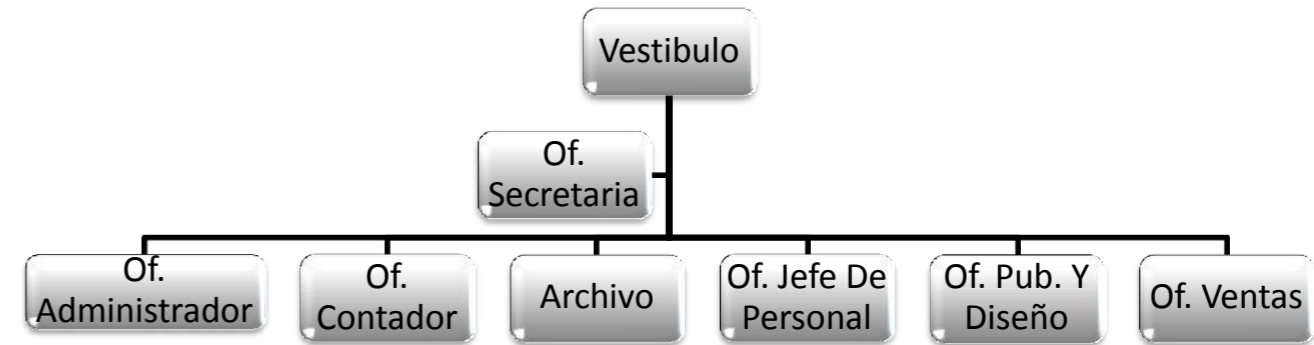 Vestibulo
Of.
Secretaria
Of.
Administrador
Of.
Contador
Archivo
Of. Jefe De
Personal
Of. Pub. Y
Diseño
Of. Ventas